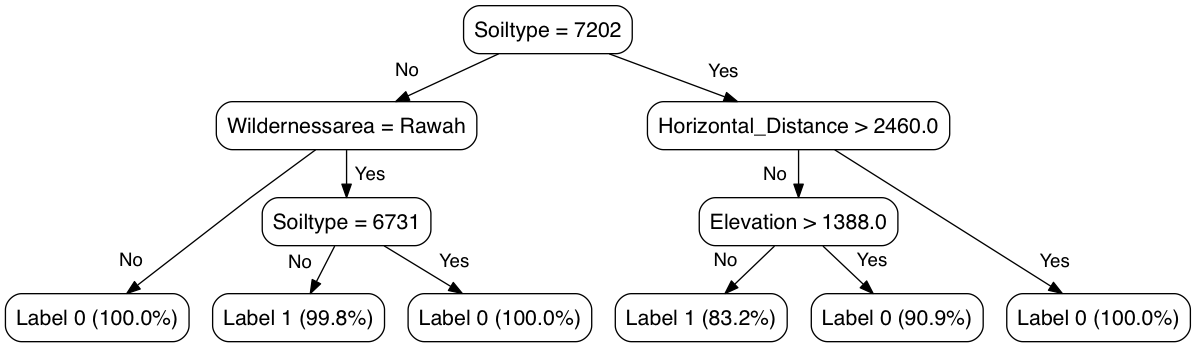 Soiltype = 7202
No
Yes
Wildernessarea = Rawah
Horizontal_Distance > 2460.0
Yes
No
Soiltype = 6731
Elevation > 1388.0
No
No
Yes
No
Yes
Yes
Label 0 (100.0%)
Label 1 (99.8%)
Label 0 (100.0%)
Label 1 (83.2%)
Label 0 (90.9%)
Label 0 (100.0%)